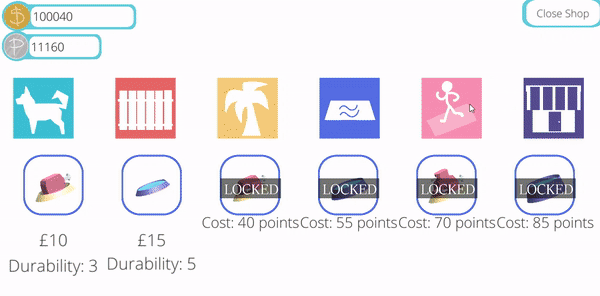 100040
Close Shop
11160
LOCKED LOCKED LOCKED LOCKED
Cost: 40 points Cost: 55 points Cost: 70 points Cost: 85 points
£10 £15
Durability: 3 Durability: 5